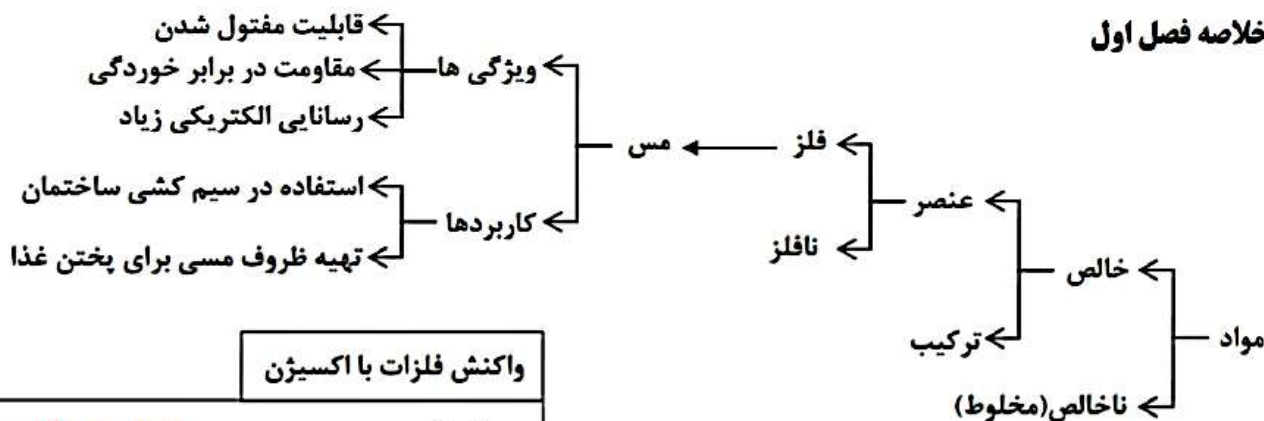 خلاصه فصل اول
مواد
خالص
ناخالص(مخلوط)
عنصر
ترکیب
فلز
نافلز
مس
ویژگی ها
قابلیت مفتول شدن
مقاومت در برابر خوردگی
رسانایی الکتریکی زیاد
کاربردها
استفاده در سیم کشی ساختمان
تهیه ظروف مسی برای پختن غذا
واکنش فلزات با اکسیژن